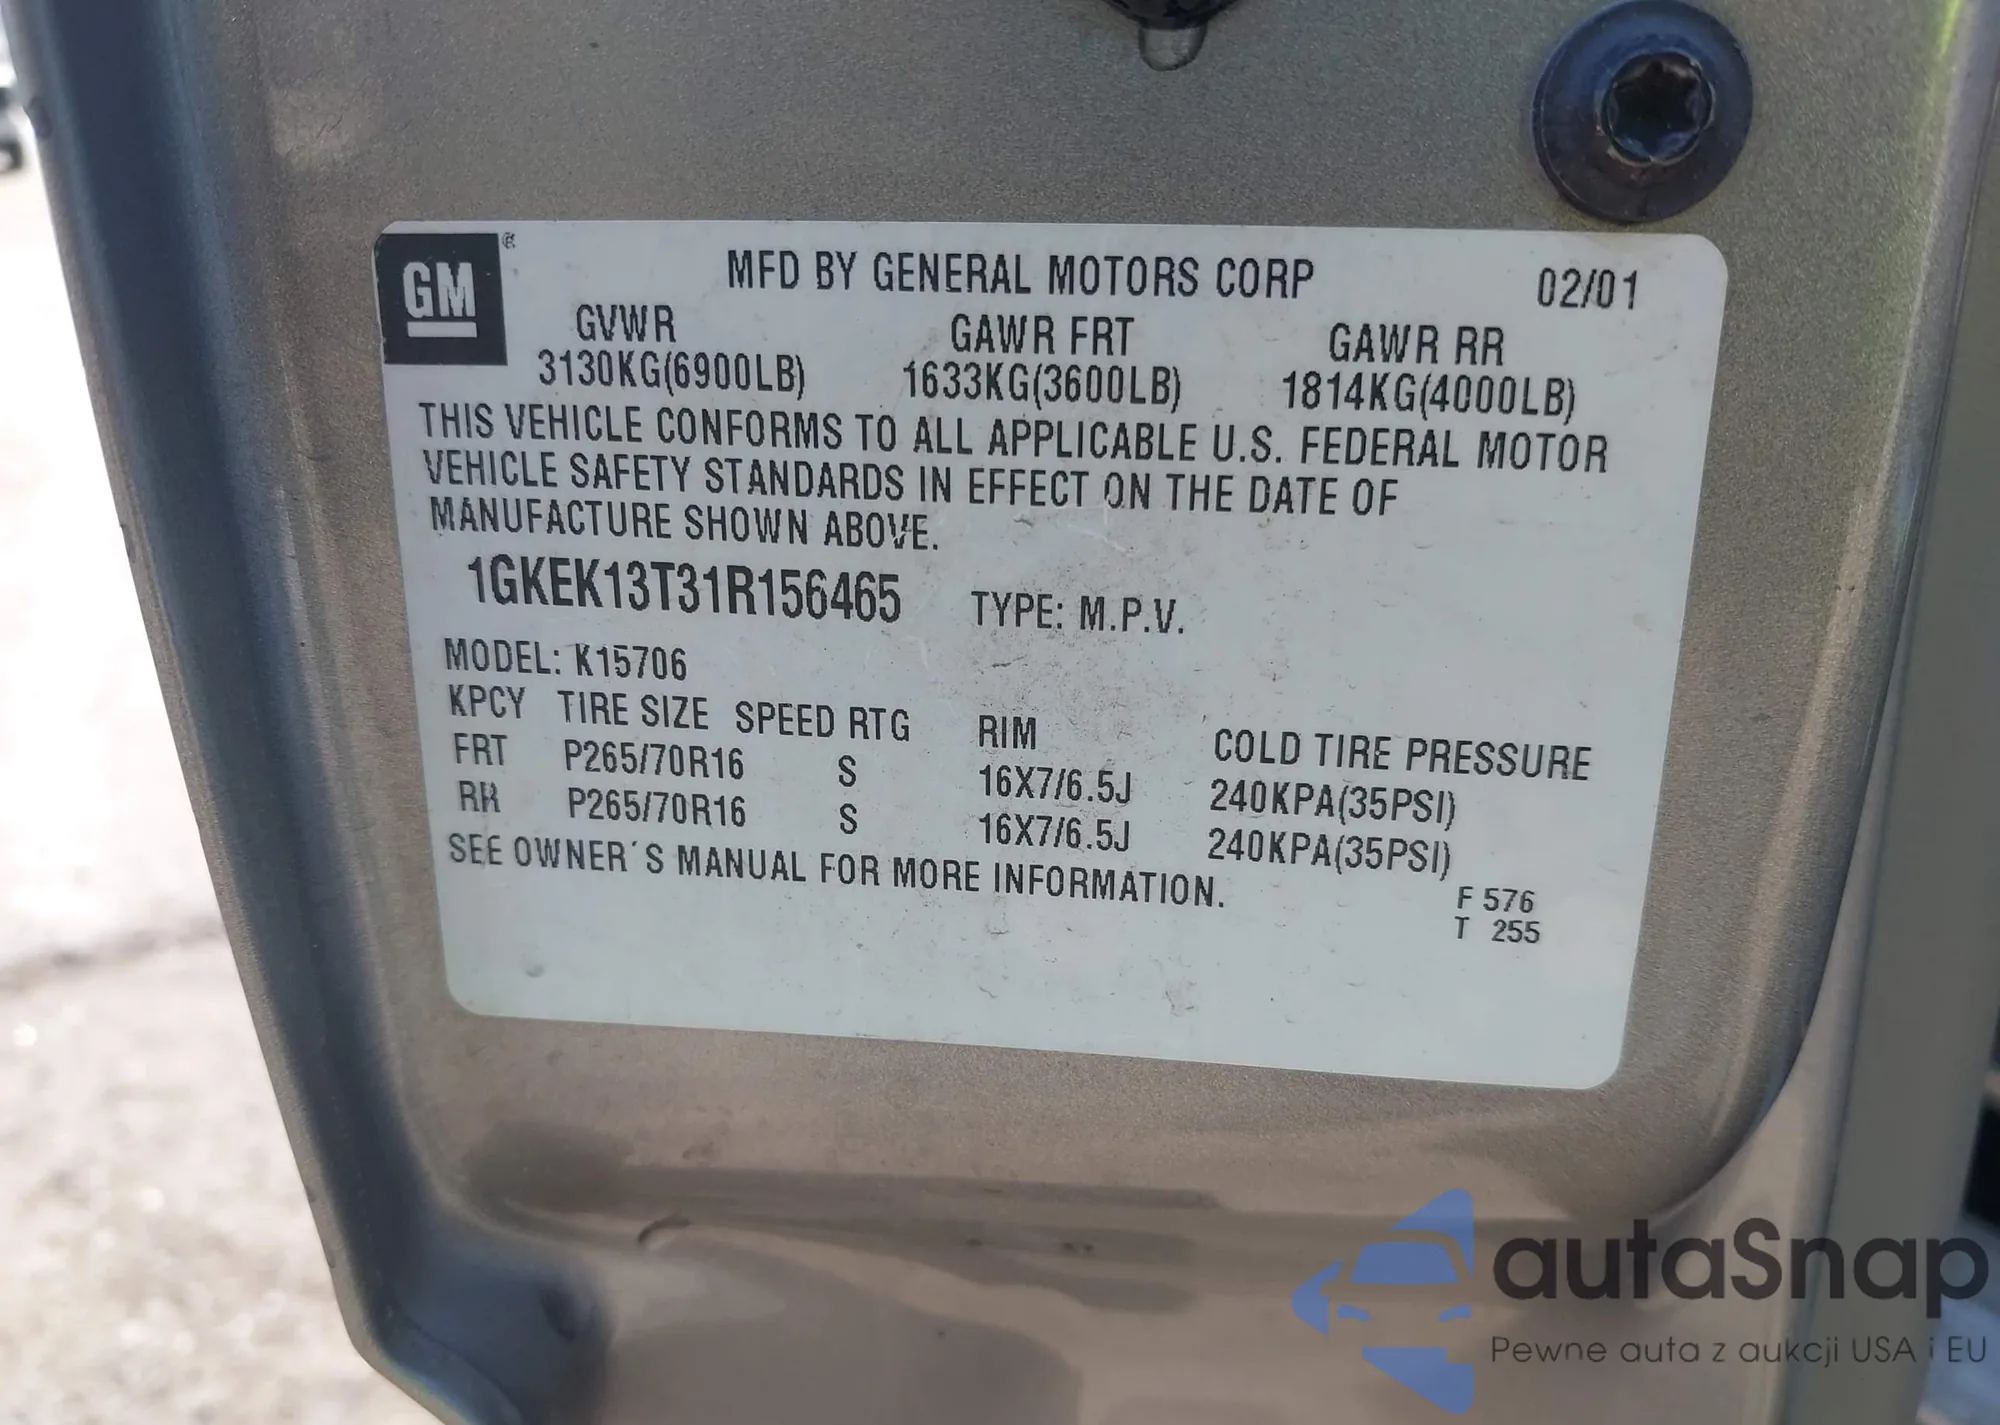 GM
MFD BY GENERAL MOTORS CORP 02/01
GVWR GAWR FRT GAWR RR
3130KG(6900LB) 1633KG(3600LB) 1814KG(4000LB)
THIS VEHICLE CONFORMS TO ALL APPLICABLE U.S. FEDERAL MOTOR
VEHICLE SAFETY STANDARDS IN EFFECT ON THE DATE OF
MANUFACTURE SHOWN ABOVE.
1GKEK13T31R156465 TYPE: M.P.V.
MODEL: K15706
KPCY TIRE SIZE SPEED RTG RIM COLD TIRE PRESSURE
FRT P265/70R16 S 16X7/6.5J 240KPA(35PSI)
RR P265/70R16 S 16X7/6.5J 240KPA(35PSI)
SEE OWNER´S MANUAL FOR MORE INFORMATION.
F 576
T 255
autaSnap
Pewne auta z aukcji USA i EU